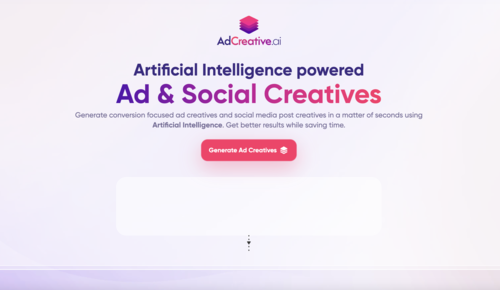 AdCreative.ai
Artificial Intelligence powered
Ad & Social Creatives
Generate conversion focused ad creatives and social media post creatives in a matter of seconds using
Artificial Intelligence. Get better results while saving time.
Generate Ad Creatives